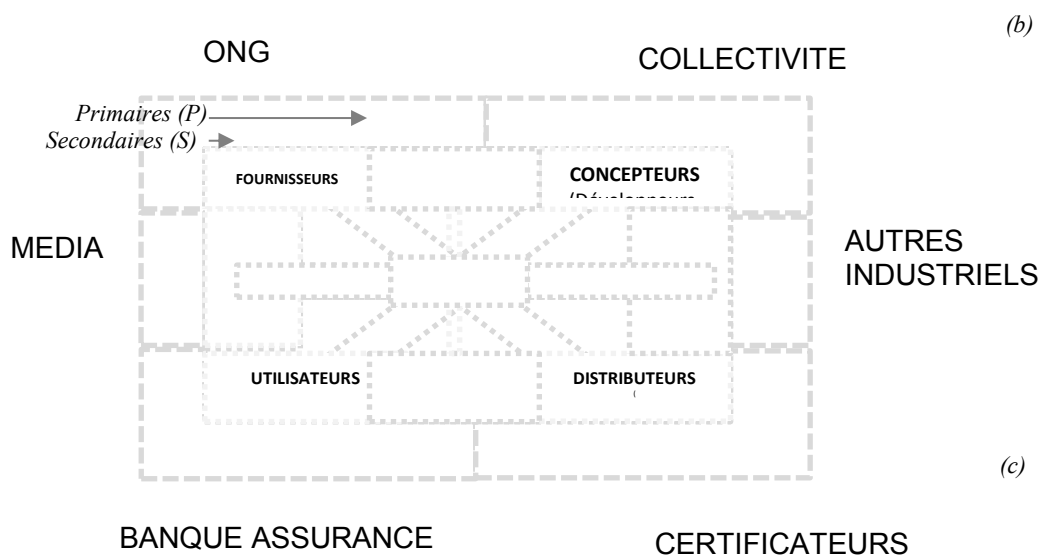 (b)
ONG
COLLECTIVITE
Primaires (P)
Secondaires (S)
FOURNISSEURS
CONCEPTEURS
MEDIA
AUTRES
INDUSTRIELS
UTILISATEURS
DISTRIBUTEURS
(c)
BANQUE ASSURANCE
CERTIFICATEURS